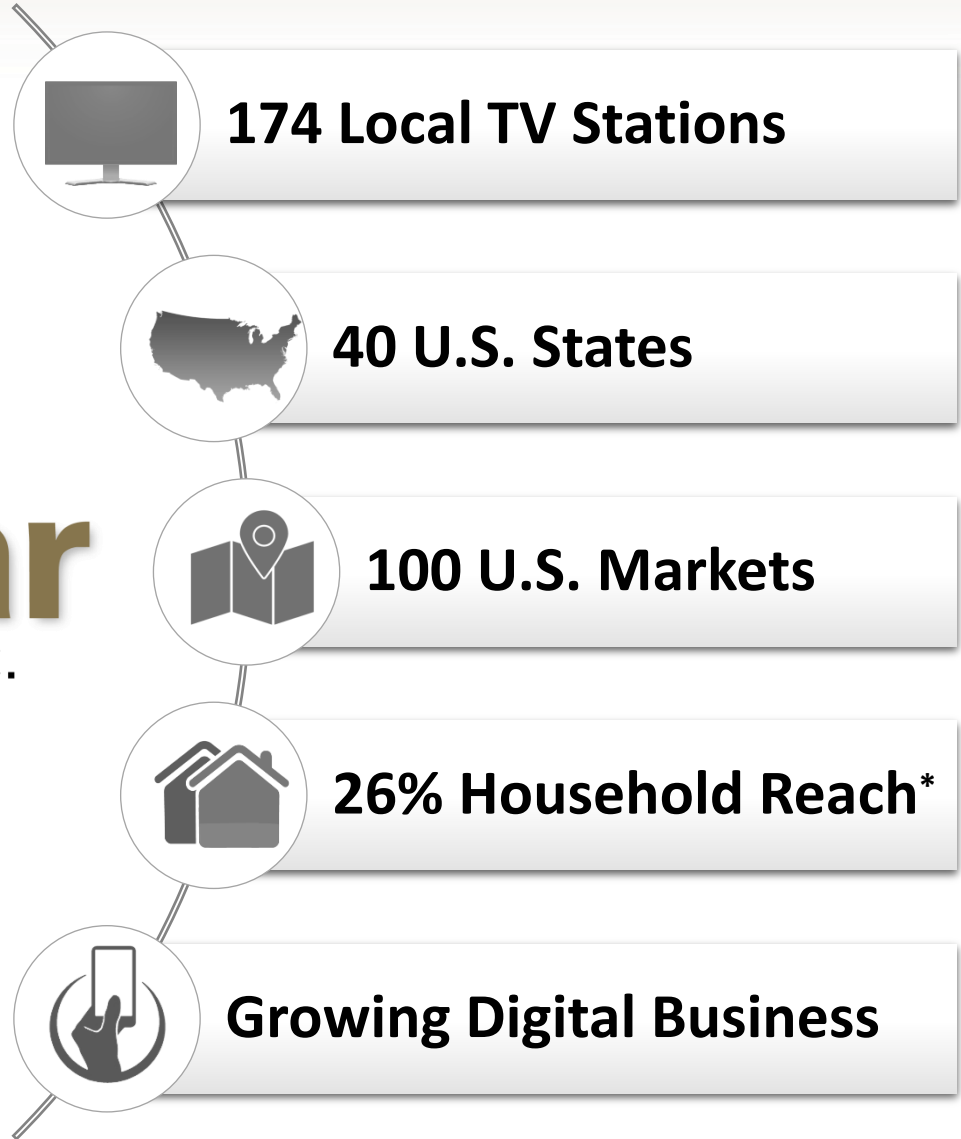 174 Local TV Stations
40 U.S. States
100 U.S. Markets
26% Household Reach*
Growing Digital Business